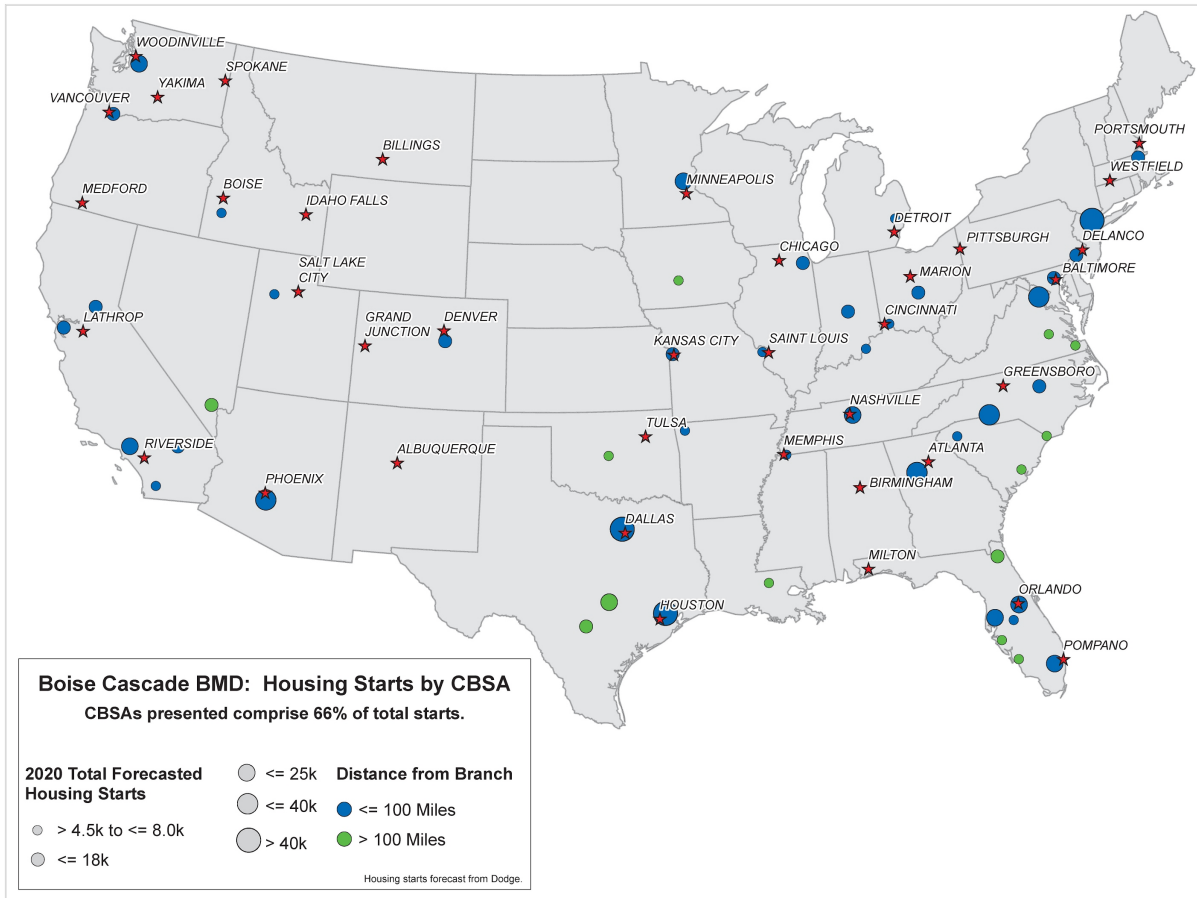 WOODINVILLE
SPOKANE
YAKIMA
VANCOUVER
BILLINGS
PORTSMOUTH
WESTFIELD
MINNEAPOLIS
MEDFORD
BOISE
IDAHO FALLS
DETROIT
DELANCO
PITTSBURGH
CHICAGO
SALT LAKE
CITY
MARION
BALTIMORE
LATHROP
GRAND
JUNCTION
DENVER
CINCINNATI
KANSAS CITY
SAINT LOUIS
GREENSBORO
NASHVILLE
TULSA
RIVERSIDE
ALBUQUERQUE
MEMPHIS
ATLANTA
PHOENIX
BIRMINGHAM
DALLAS
MILTON
ORLANDO
HOUSTON
POMPANO
Boise Cascade BMD: Housing Starts by CBSA
CBSAs presented comprise 66% of total starts.
2020 Total Forecasted
Housing Starts
> 4.5k to <= 8.0k
<= 18k
<= 25k
<= 40k
> 40k
Distance from Branch
<= 100 Miles
> 100 Miles
Housing starts forecast from Dodge.